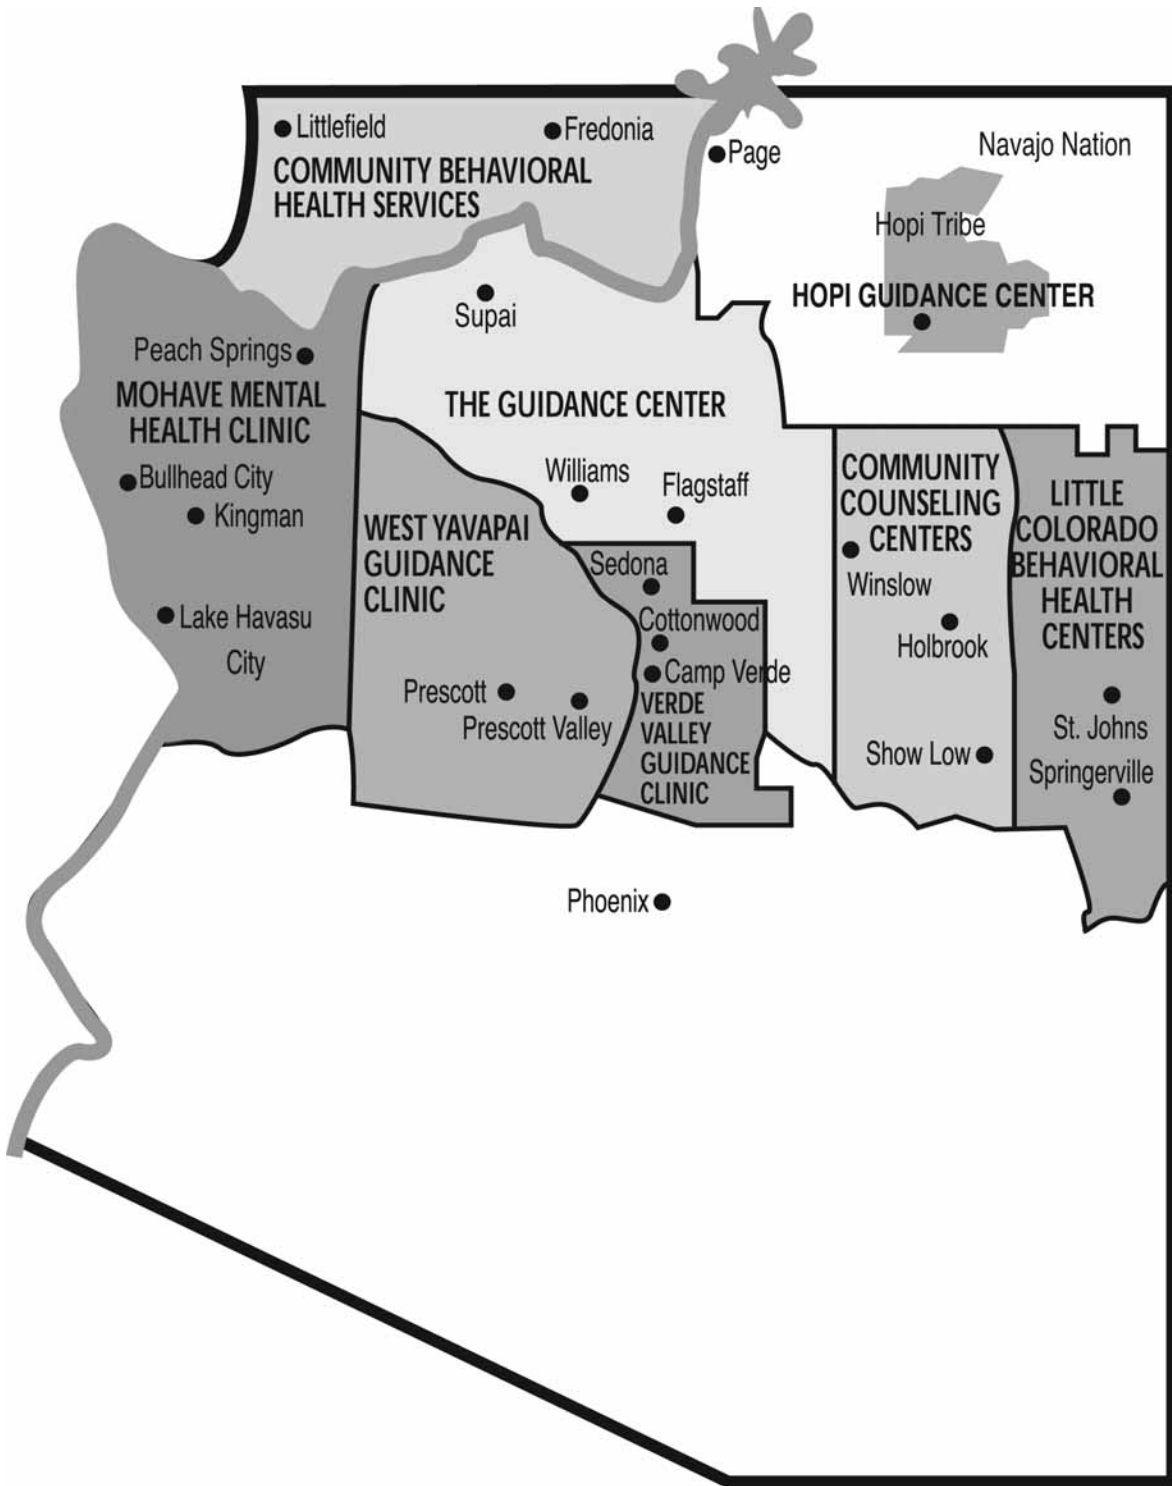 Littlefield
Fredonia
COMMUNITY BEHAVIORAL
HEALTH SERVICES
Page
Navajo Nation
Hopi Tribe
HOPI GUIDANCE CENTER
Supai
Peach Springs
MOHAVE MENTAL
HEALTH CLINIC
Bullhead City
Kingman
Lake Havasu
City
THE GUIDANCE CENTER
Williams
Flagstaff
WEST YAVAPAI
GUIDANCE
CLINIC
Prescott
Prescott Valley
Sedona
Cottonwood
Camp Verde
VERDE
VALLEY
GUIDANCE
CLINIC
COMMUNITY
COUNSELING
CENTERS
Winslow
Holbrook
Show Low
LITTLE
COLORADO
BEHAVIORAL
HEALTH
CENTERS
St. Johns
Springerville
Phoenix